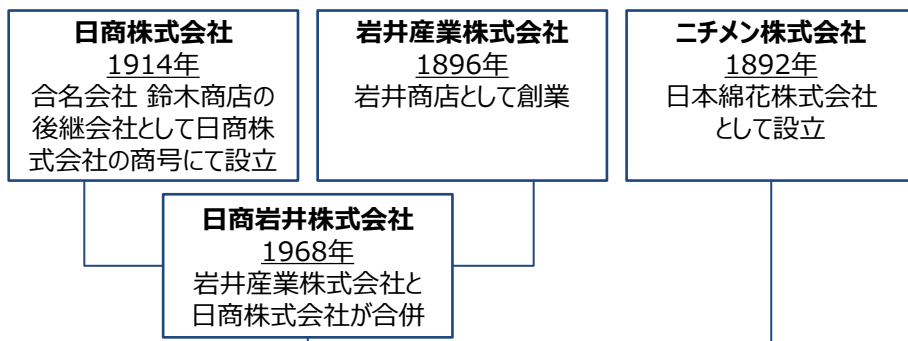 日商株式会社
1914年
合名会社 鈴木商店の
後継会社として日商株
式会社の商号にて設立
岩井産業株式会社
1896年
岩井商店として創業
ニチメン株式会社
1892年
日本綿花株式会社
として設立
日商岩井株式会社
1968年
岩井産業株式会社と
日商株式会社が合併